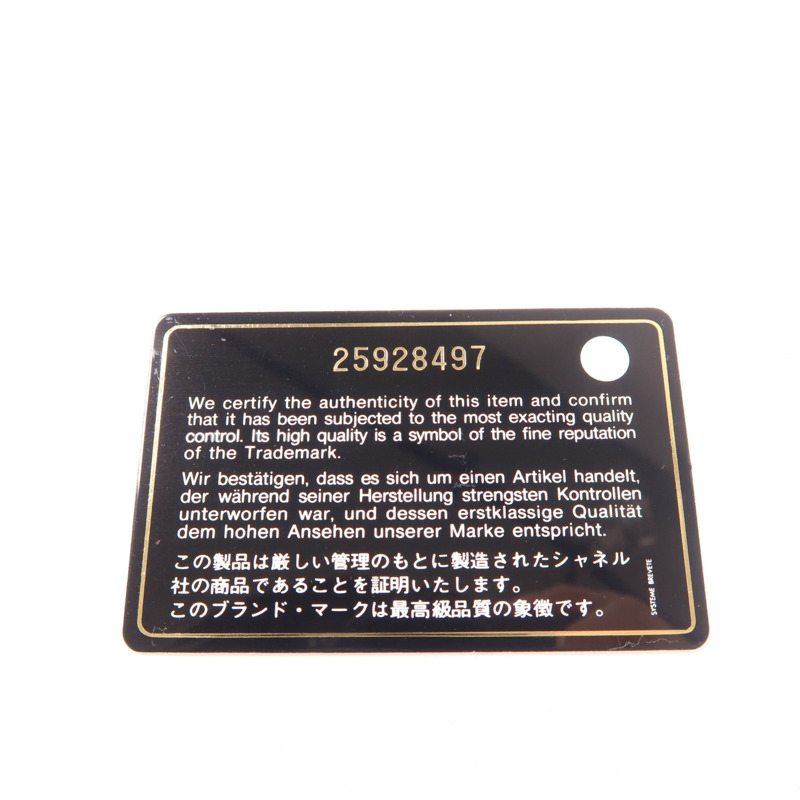 25928497
We certify the authenticity of this item and confirm
that it has been subjected to the most exacting quality
control. Its high quality is a symbol of the fine reputation
of the Trademark.
Wir bestätigen, dass es sich um einen Artikel handelt,
der während seiner Herstellung strengsten Kontrollen
unterworfen war, und dessen erstklassige Qualität
dem hohen Ansehen unserer Marke entspricht.
この製品は厳しい管理のもとに製造されたシャネル
社の商品であることを証明いたします。
このブランド・マークは最高級品質の象徴です。
SYSTEME BREVETE